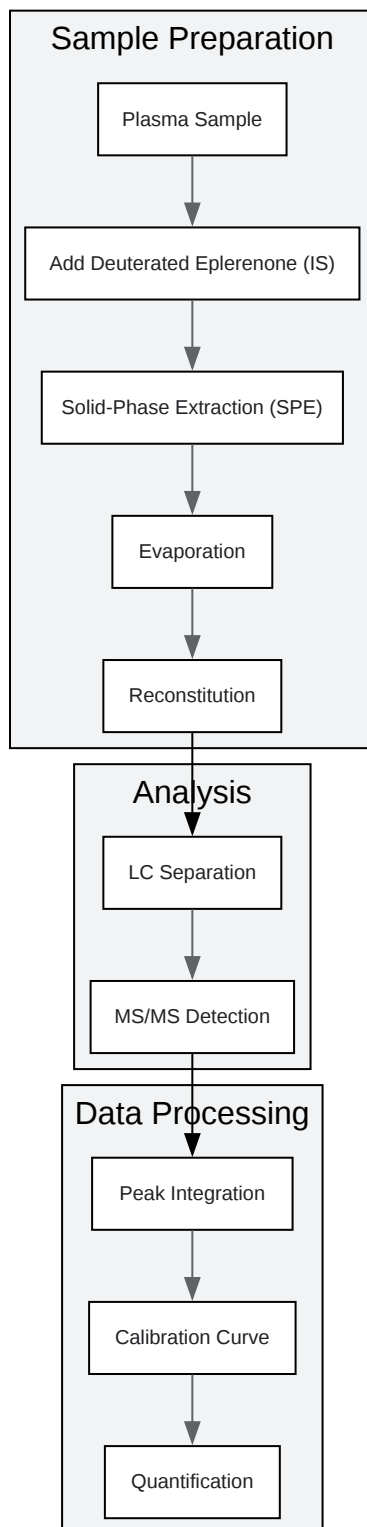 Sample Preparation
Plasma Sample
Add Deuterated Eplerenone (IS)
Solid-Phase Extraction (SPE)
Evaporation
Reconstitution
Analysis
LC Separation
MS/MS Detection
Data Processing
Peak Integration
Calibration Curve
Quantification